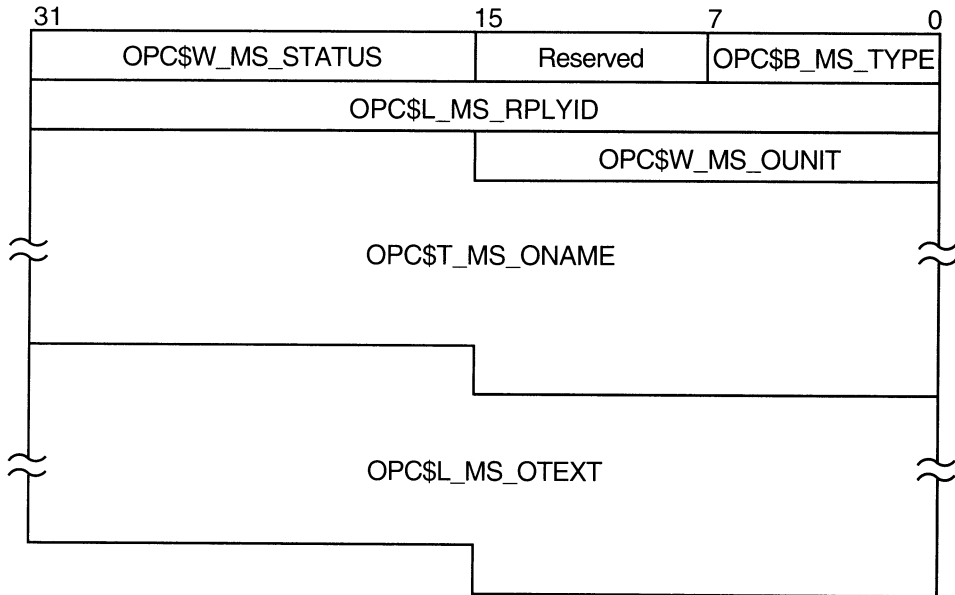 31 15 7 0
OPC$W_MS_STATUS Reserved OPC$B_MS_TYPE
OPC$L_MS_RPLYID
OPC$W_MS_OUNIT
OPC$T_MS_ONAME
OPC$L_MS_OTEXT